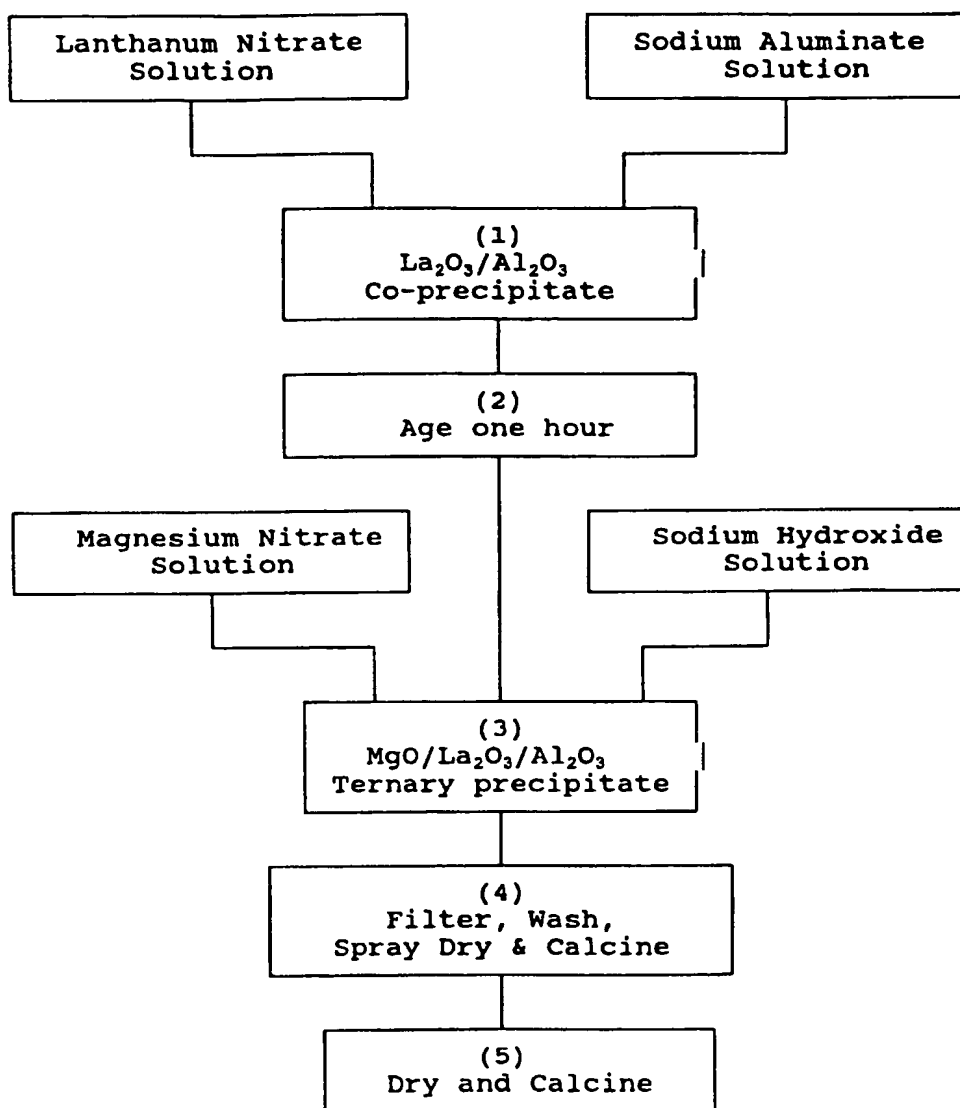 Lanthanum Nitrate
Solution
Sodium Aluminate
Solution
(1)
La₂O₃/Al₂O₃
Co-precipitate
(2)
Age one hour
Magnesium Nitrate
Solution
Sodium Hydroxide
Solution
(3)
MgO/La₂O₃/Al₂O₃
Ternary precipitate
(4)
Filter, Wash,
Spray Dry & Calcine
(5)
Dry and Calcine